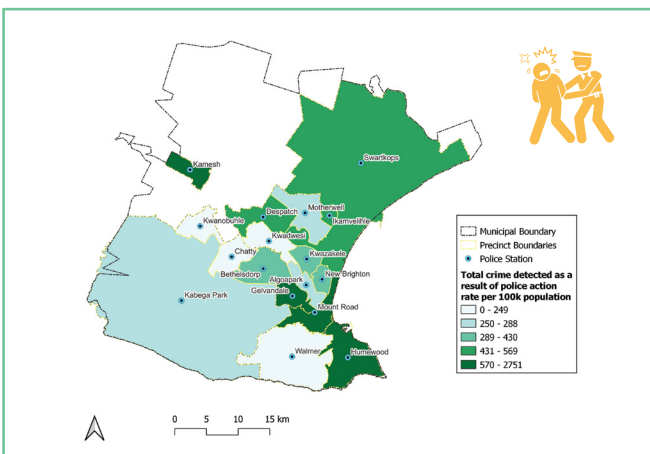 Swartkops
Kamesh
Motherwell
Despatch
Ikamvelihle
Kwanobuhle
Kwadwesi
Chatty
Kwazakele
Bethelsdorp
Algoapark
New Brighton
Kabega Park
Gelvandale
Mount Road
Walmer
Humewood
Municipal Boundary
Precinct Boundaries
Police Station
Total crime detected as a
result of police action
rate per 100k population
0 - 249
250 - 288
289 - 430
431 - 569
570 - 2751
0 5 10 15 km